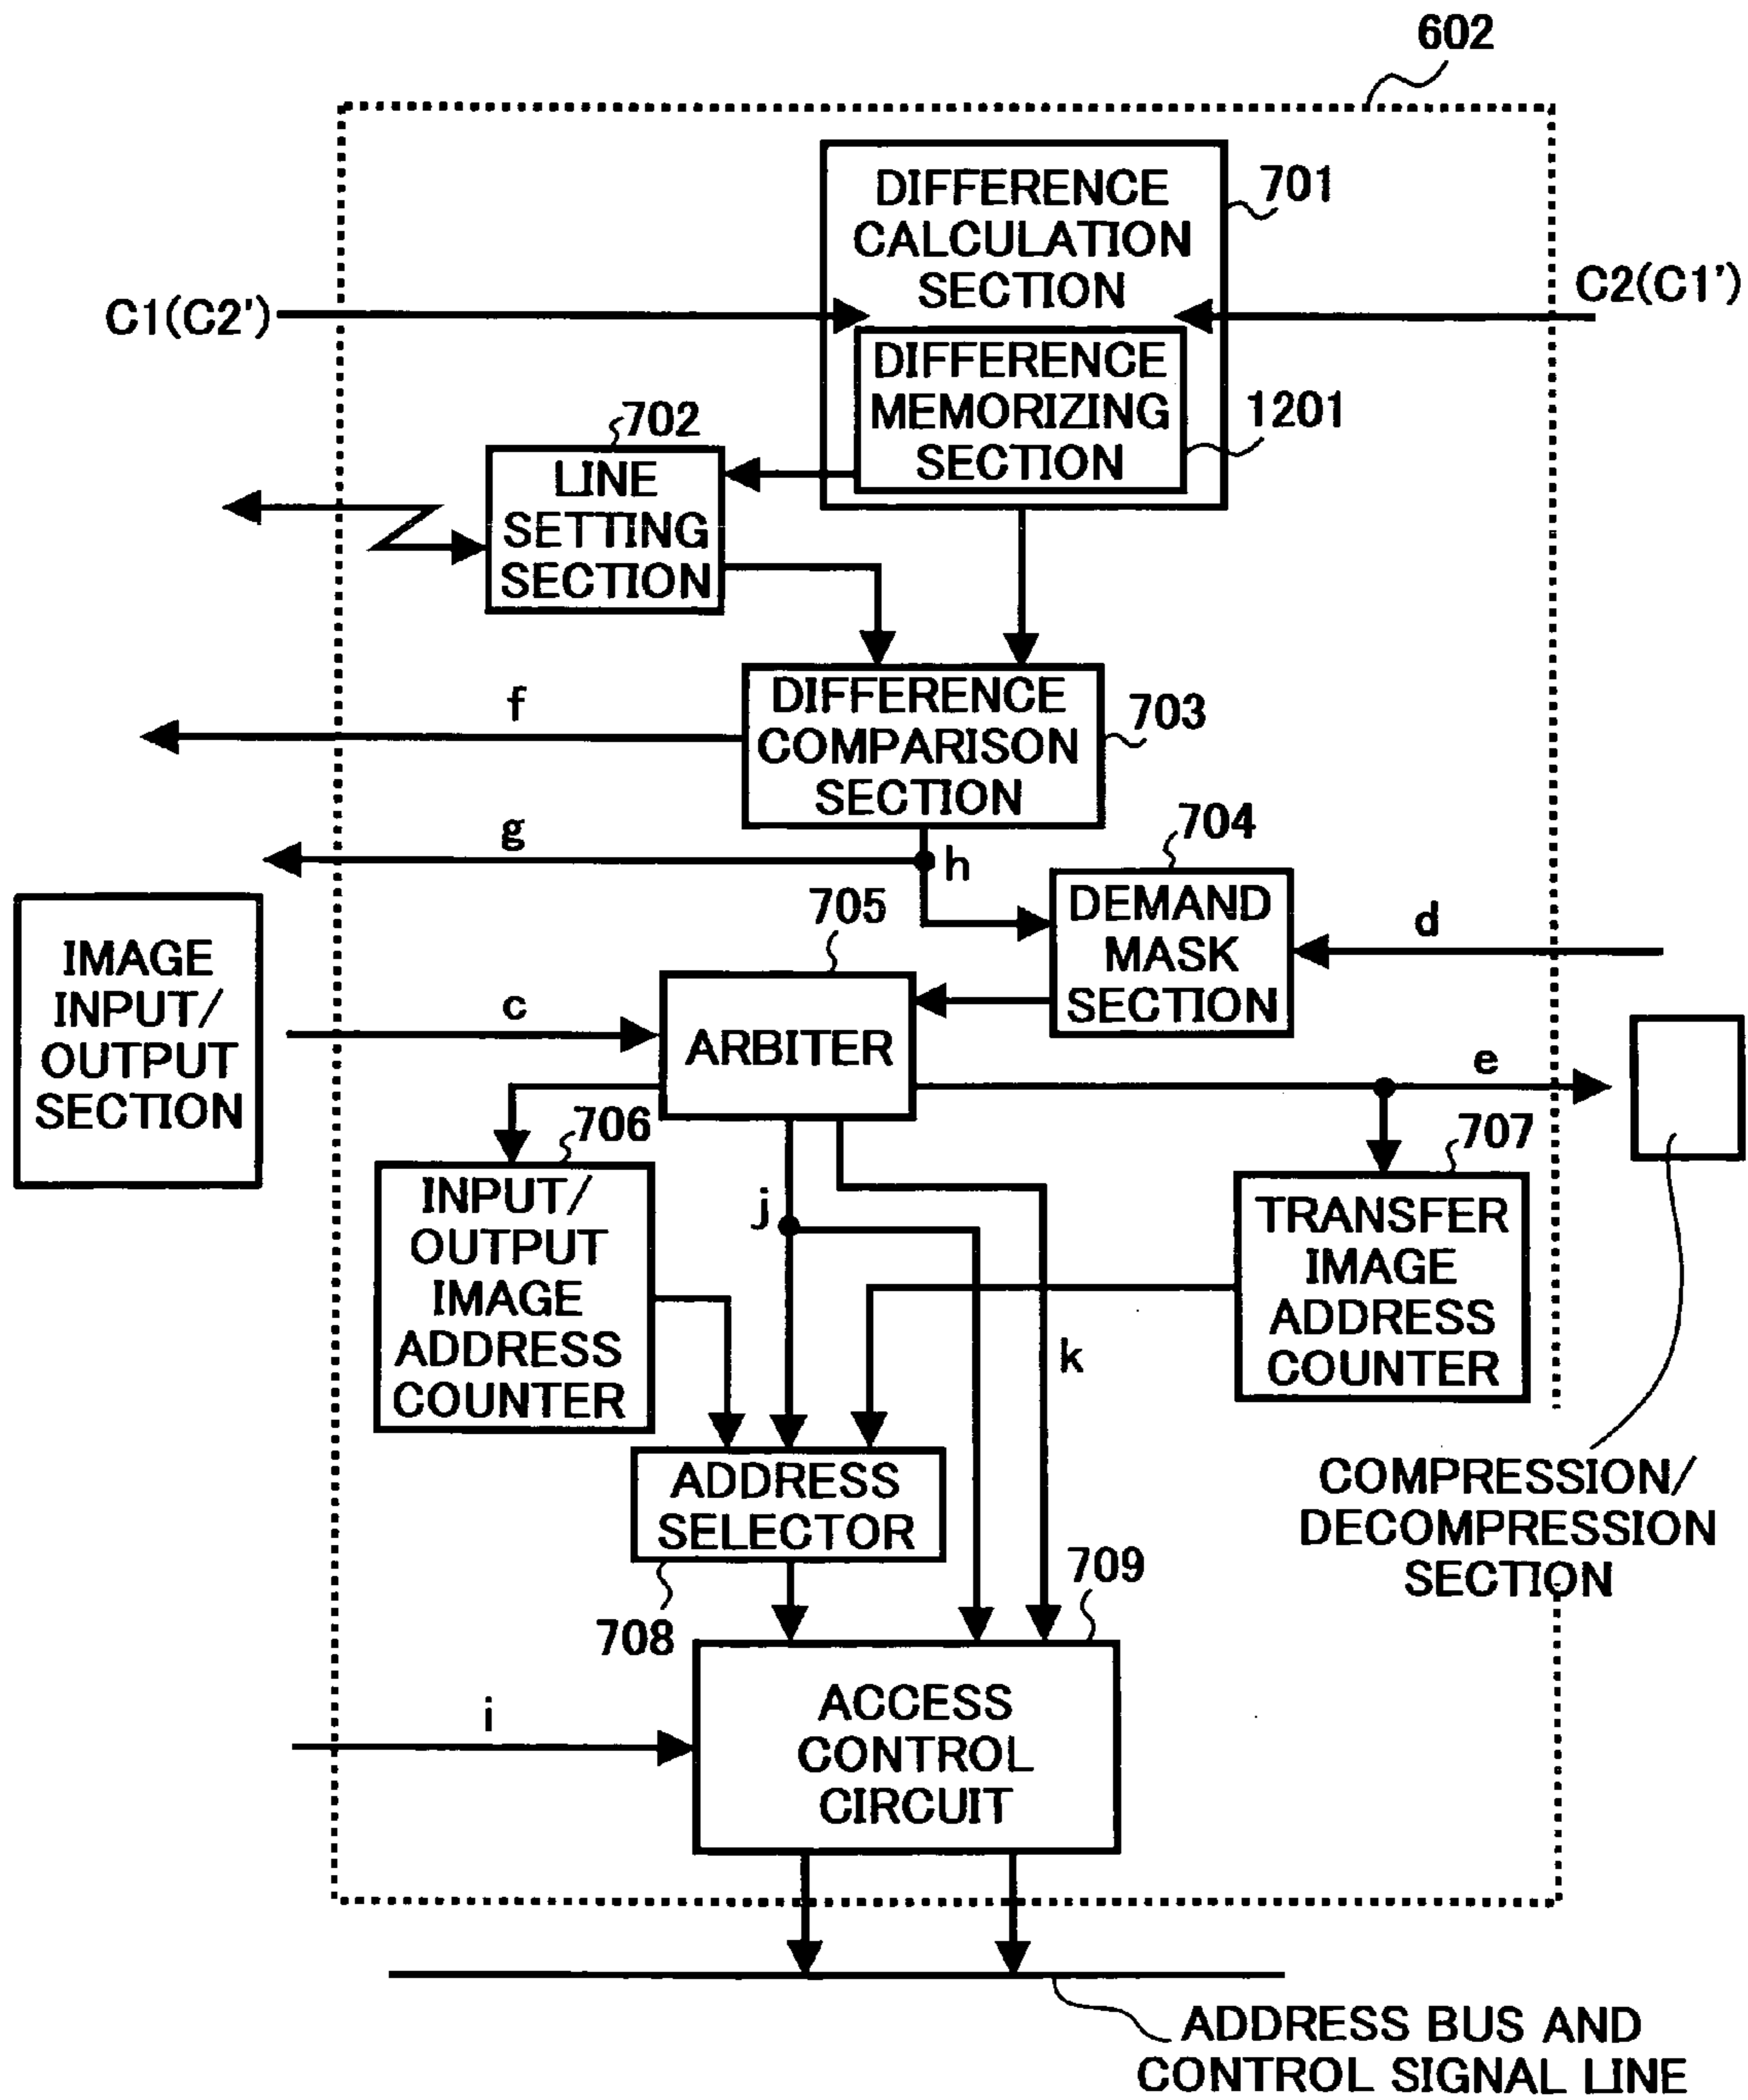 602
DIFFERENCE
CALCULATION
SECTION
701
C1(C2')
C2(C1')
DIFFERENCE
MEMORIZING
SECTION
1201
702
LINE
SETTING
SECTION
f
DIFFERENCE
COMPARISON
SECTION
703
g
h
704
DEMAND
MASK
SECTION
d
705
IMAGE
INPUT/
OUTPUT
SECTION
c
ARBITER
e
706
707
INPUT/
OUTPUT
IMAGE
ADDRESS
COUNTER
j
k
TRANSFER
IMAGE
ADDRESS
COUNTER
COMPRESSION/
DECOMPRESSION
SECTION
ADDRESS
SELECTOR
708
709
i
ACCESS
CONTROL
CIRCUIT
ADDRESS BUS AND
CONTROL SIGNAL LINE